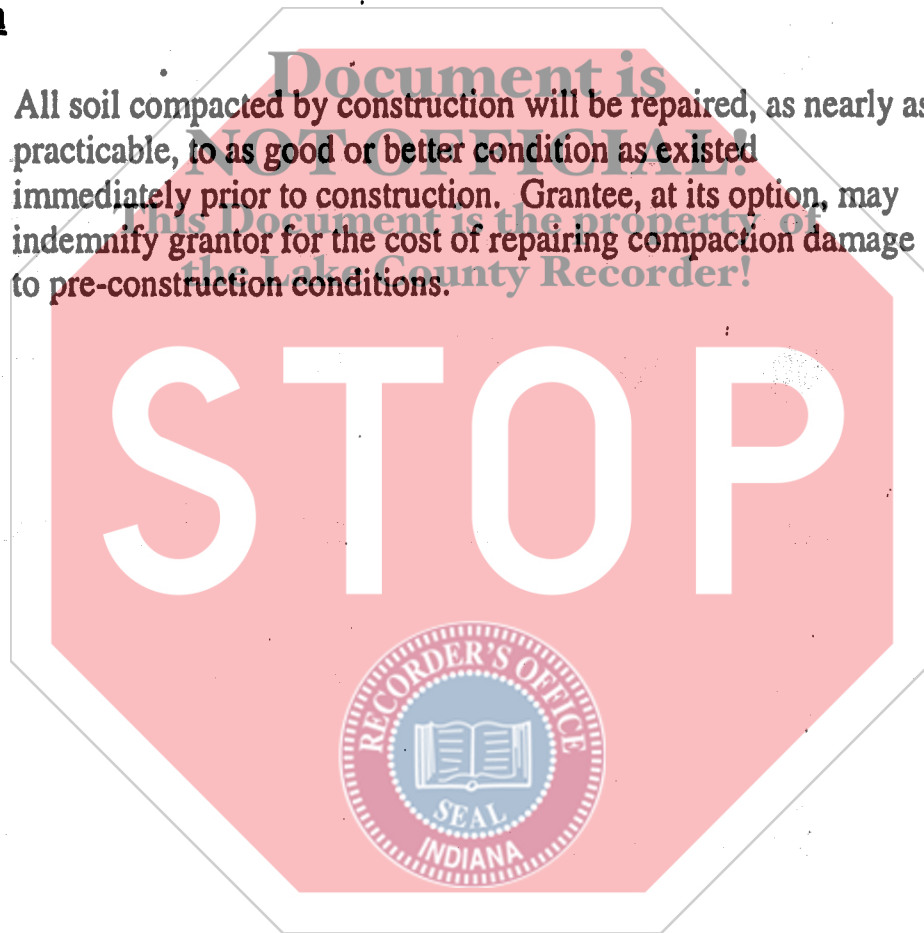 Document is
All soil compacted by construction will be repaired, as nearly as
practicable, to as good or better condition as existed
NOT OFFICIAL!
immediately prior to construction. Grantee, at its option, may
This Document is the property of
indemnify grantor for the cost of repairing compaction damage
the Lake County Recorder!
to pre-construction conditions.
STOP
RECORDER'S OFFICE
SEAL
INDIANA